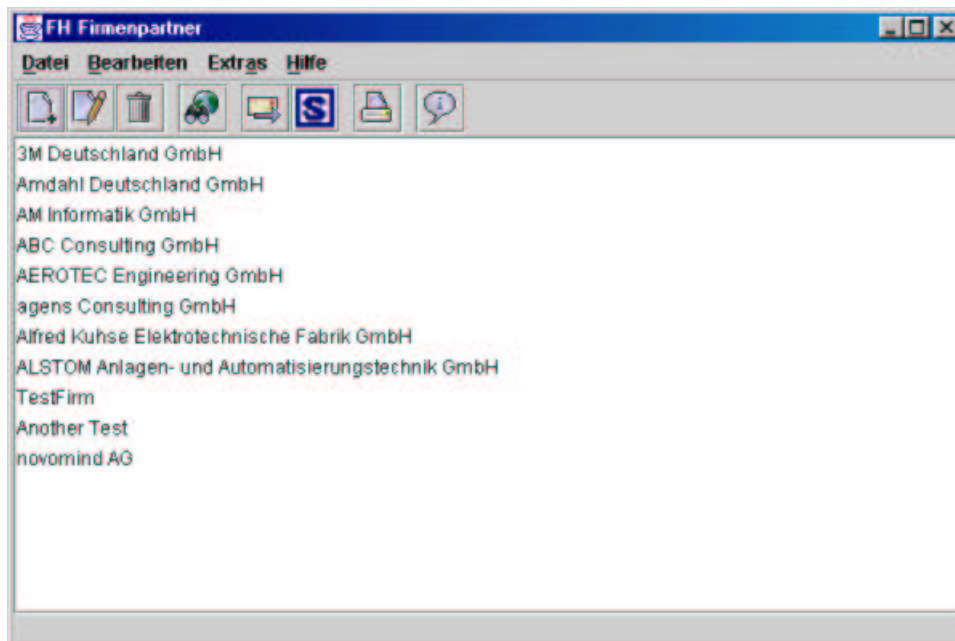 FH Firmenpartner
Datei Bearbeiten Extras Hilfe
S
3M Deutschland GmbH
Amdahl Deutschland GmbH
AM Informatik GmbH
ABC Consulting GmbH
AEROTEC Engineering GmbH
agens Consulting GmbH
Alfred Kuhse Elektrotechnische Fabrik GmbH
ALSTOM Anlagen- und Automatisierungstechnik GmbH
TestFirm
Another Test
novomind AG